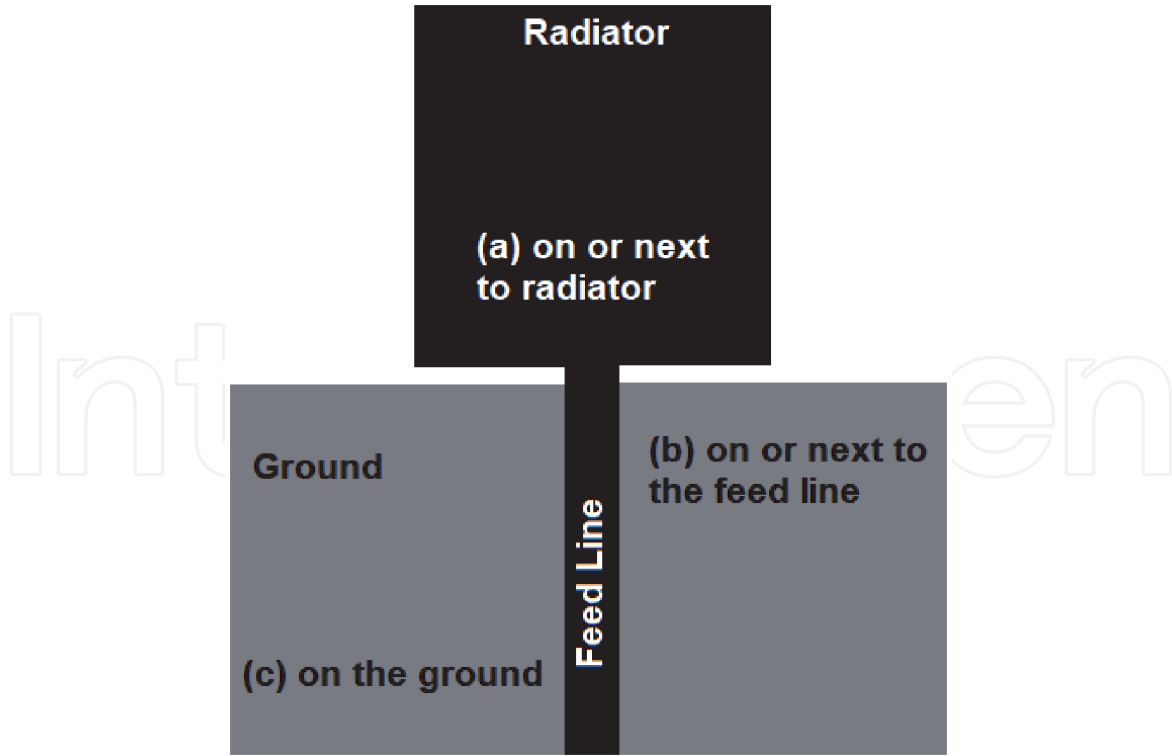 Radiator
(a) on or next
to radiator
Ground
(b) on or next to
the feed line
Feed Line
(c) on the ground
Inten